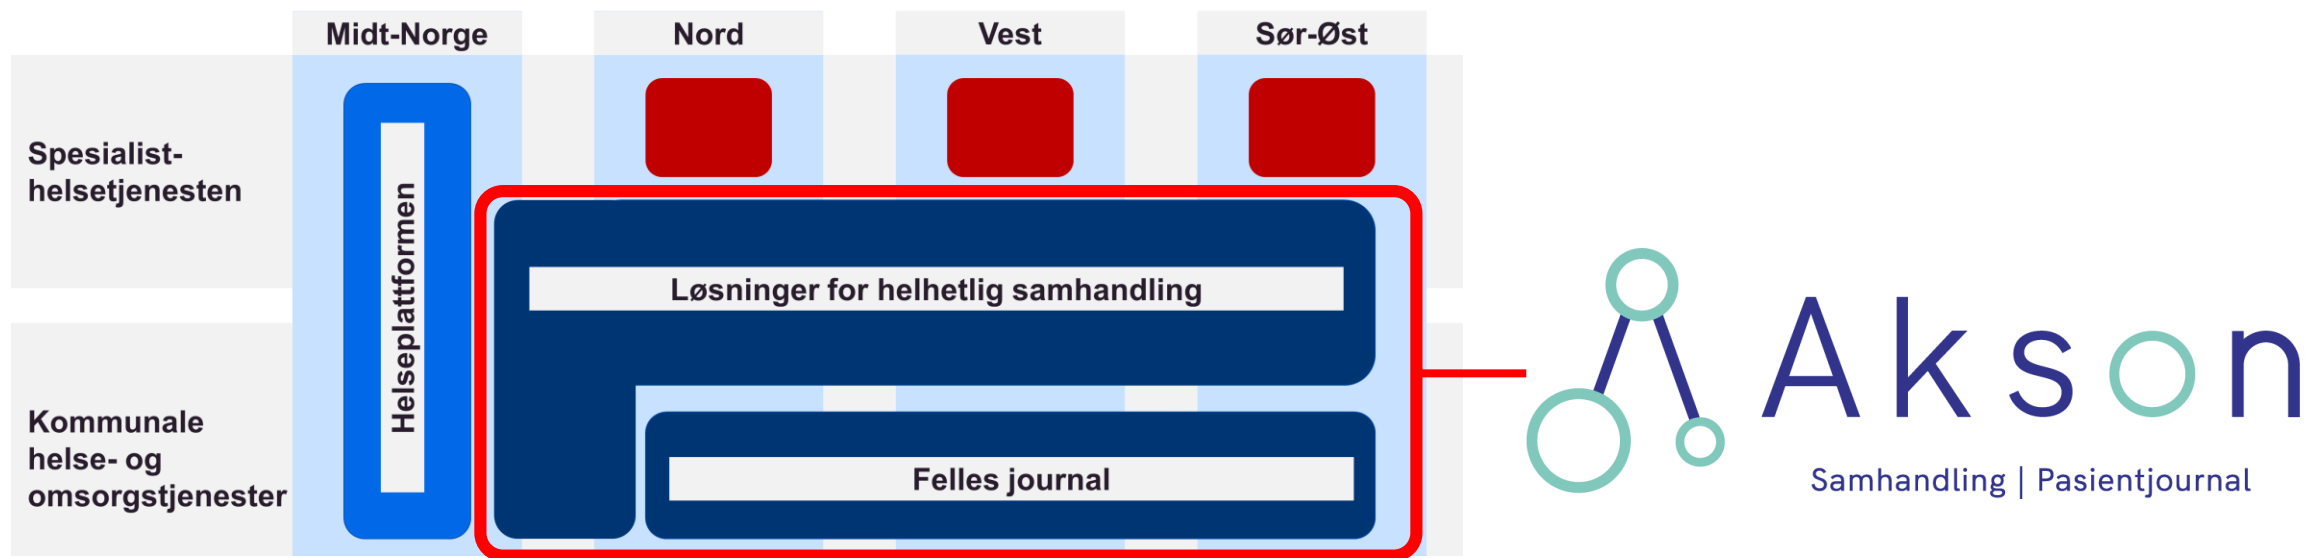 Midt-Norge
Nord
Vest
Sør-Øst
Spesialist-
helsetjenesten
Helseplattformen
Løsninger for helhetlig samhandling
Kommunale
helse- og
omsorgstjenester
Felles journal
Akson
Samhandling | Pasientjournal